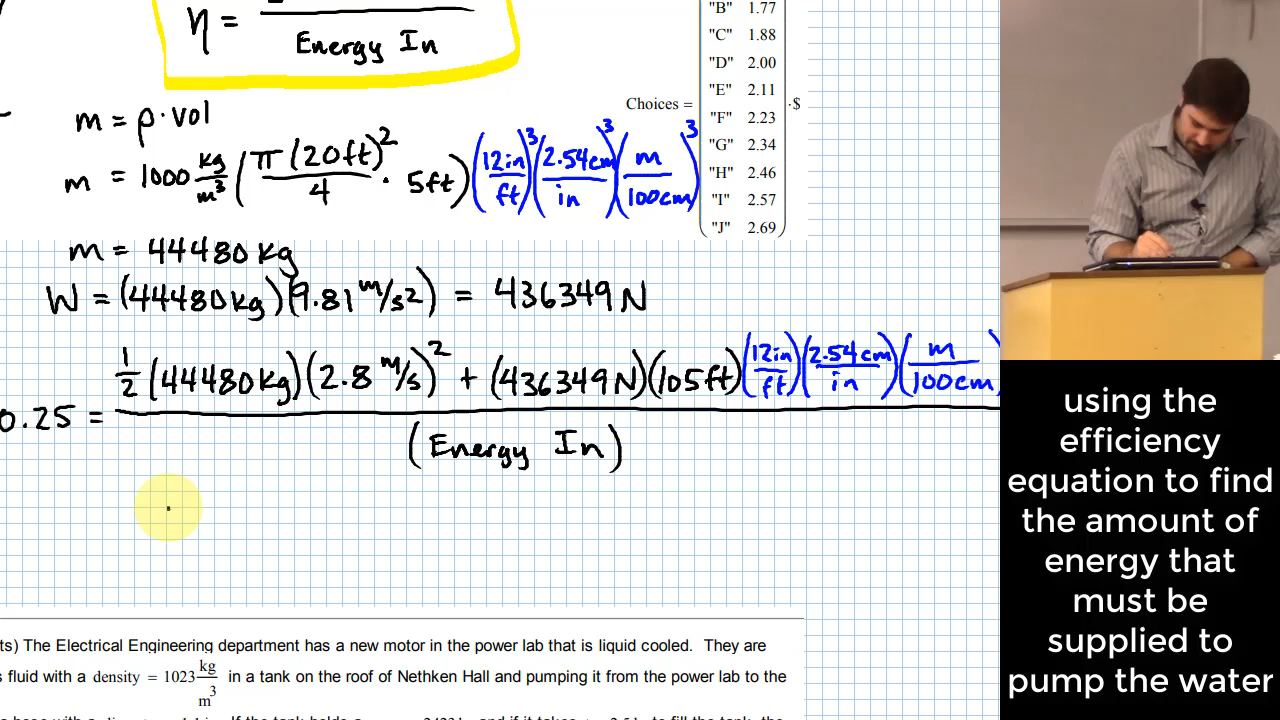 η = 
Energy In
"B" 1.77
"C" 1.88
"D" 2.00
"E" 2.11
"F" 2.23
"G" 2.34
"H" 2.46
"I" 2.57
"J" 2.69
Choices = · $
m = ρ · vol
m = 1000 kg/m³ (π (20ft)²/4 · 5ft) (12in/ft)³ (2.54cm/in)³ (m/100cm)³
m = 44480 kg
W = (44480kg)(9.81 m/s²) = 436349 N
0.25 = ½ (44480kg)(2.8 m/s)² + (436349N)(105ft)(12in/ft)(2.54cm/in)(m/100cm)
(Energy In)
ts) The Electrical Engineering department has a new motor in the power lab that is liquid cooled. They are
s fluid with a density = 1023 kg/m³ in a tank on the roof of Nethken Hall and pumping it from the power lab to the
using the
efficiency
equation to find
the amount of
energy that
must be
supplied to
pump the water